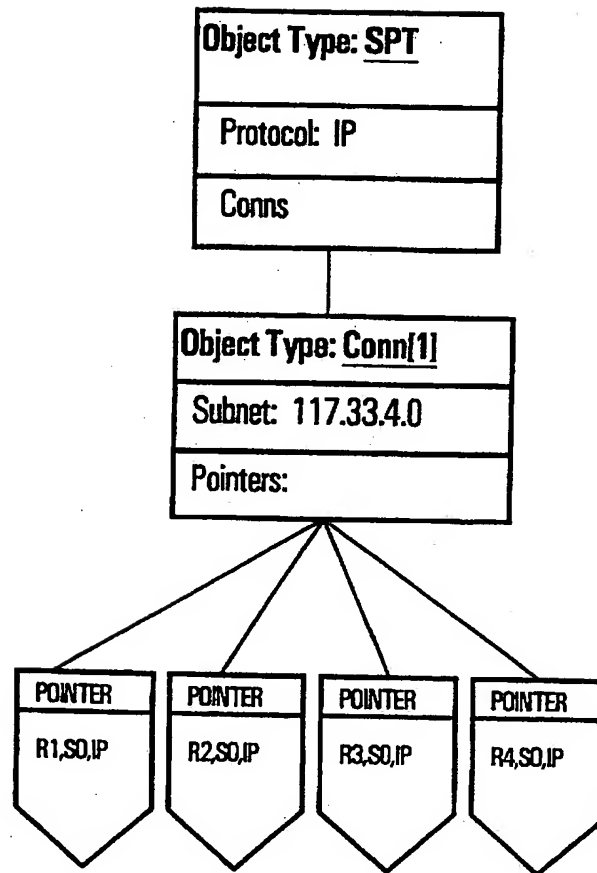 Object Type: SPT
Protocol: IP
Conns
Object Type: Conn[1]
Subnet: 117.33.4.0
Pointers:
POINTER
R1,S0,IP
POINTER
R2,S0,IP
POINTER
R3,S0,IP
POINTER
R4,S0,IP